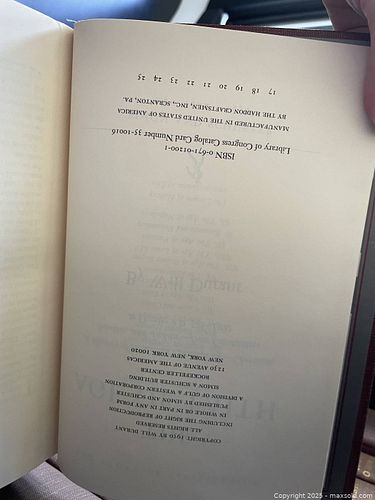 COPYRIGHT 1950 BY WILL DURANT
ALL RIGHTS RESERVED
INCLUDING THE RIGHT OF REPRODUCTION
IN WHOLE OR IN PART IN ANY FORM
PUBLISHED BY SIMON AND SCHUSTER
A DIVISION OF GULF & WESTERN CORPORATION
SIMON & SCHUSTER BUILDING
ROCKEFELLER CENTER
1230 AVENUE OF THE AMERICAS
NEW YORK, NEW YORK 10020
By Will Durant
ISBN 0-671-01200-1
Library of Congress Catalog Card Number 35-10016
MANUFACTURED IN THE UNITED STATES OF AMERICA
BY THE HADDON CRAFTSMEN, INC., SCRANTON, PA.
17 18 19 20 21 22 23 24 25
Copyright 2025 - maxsold.com